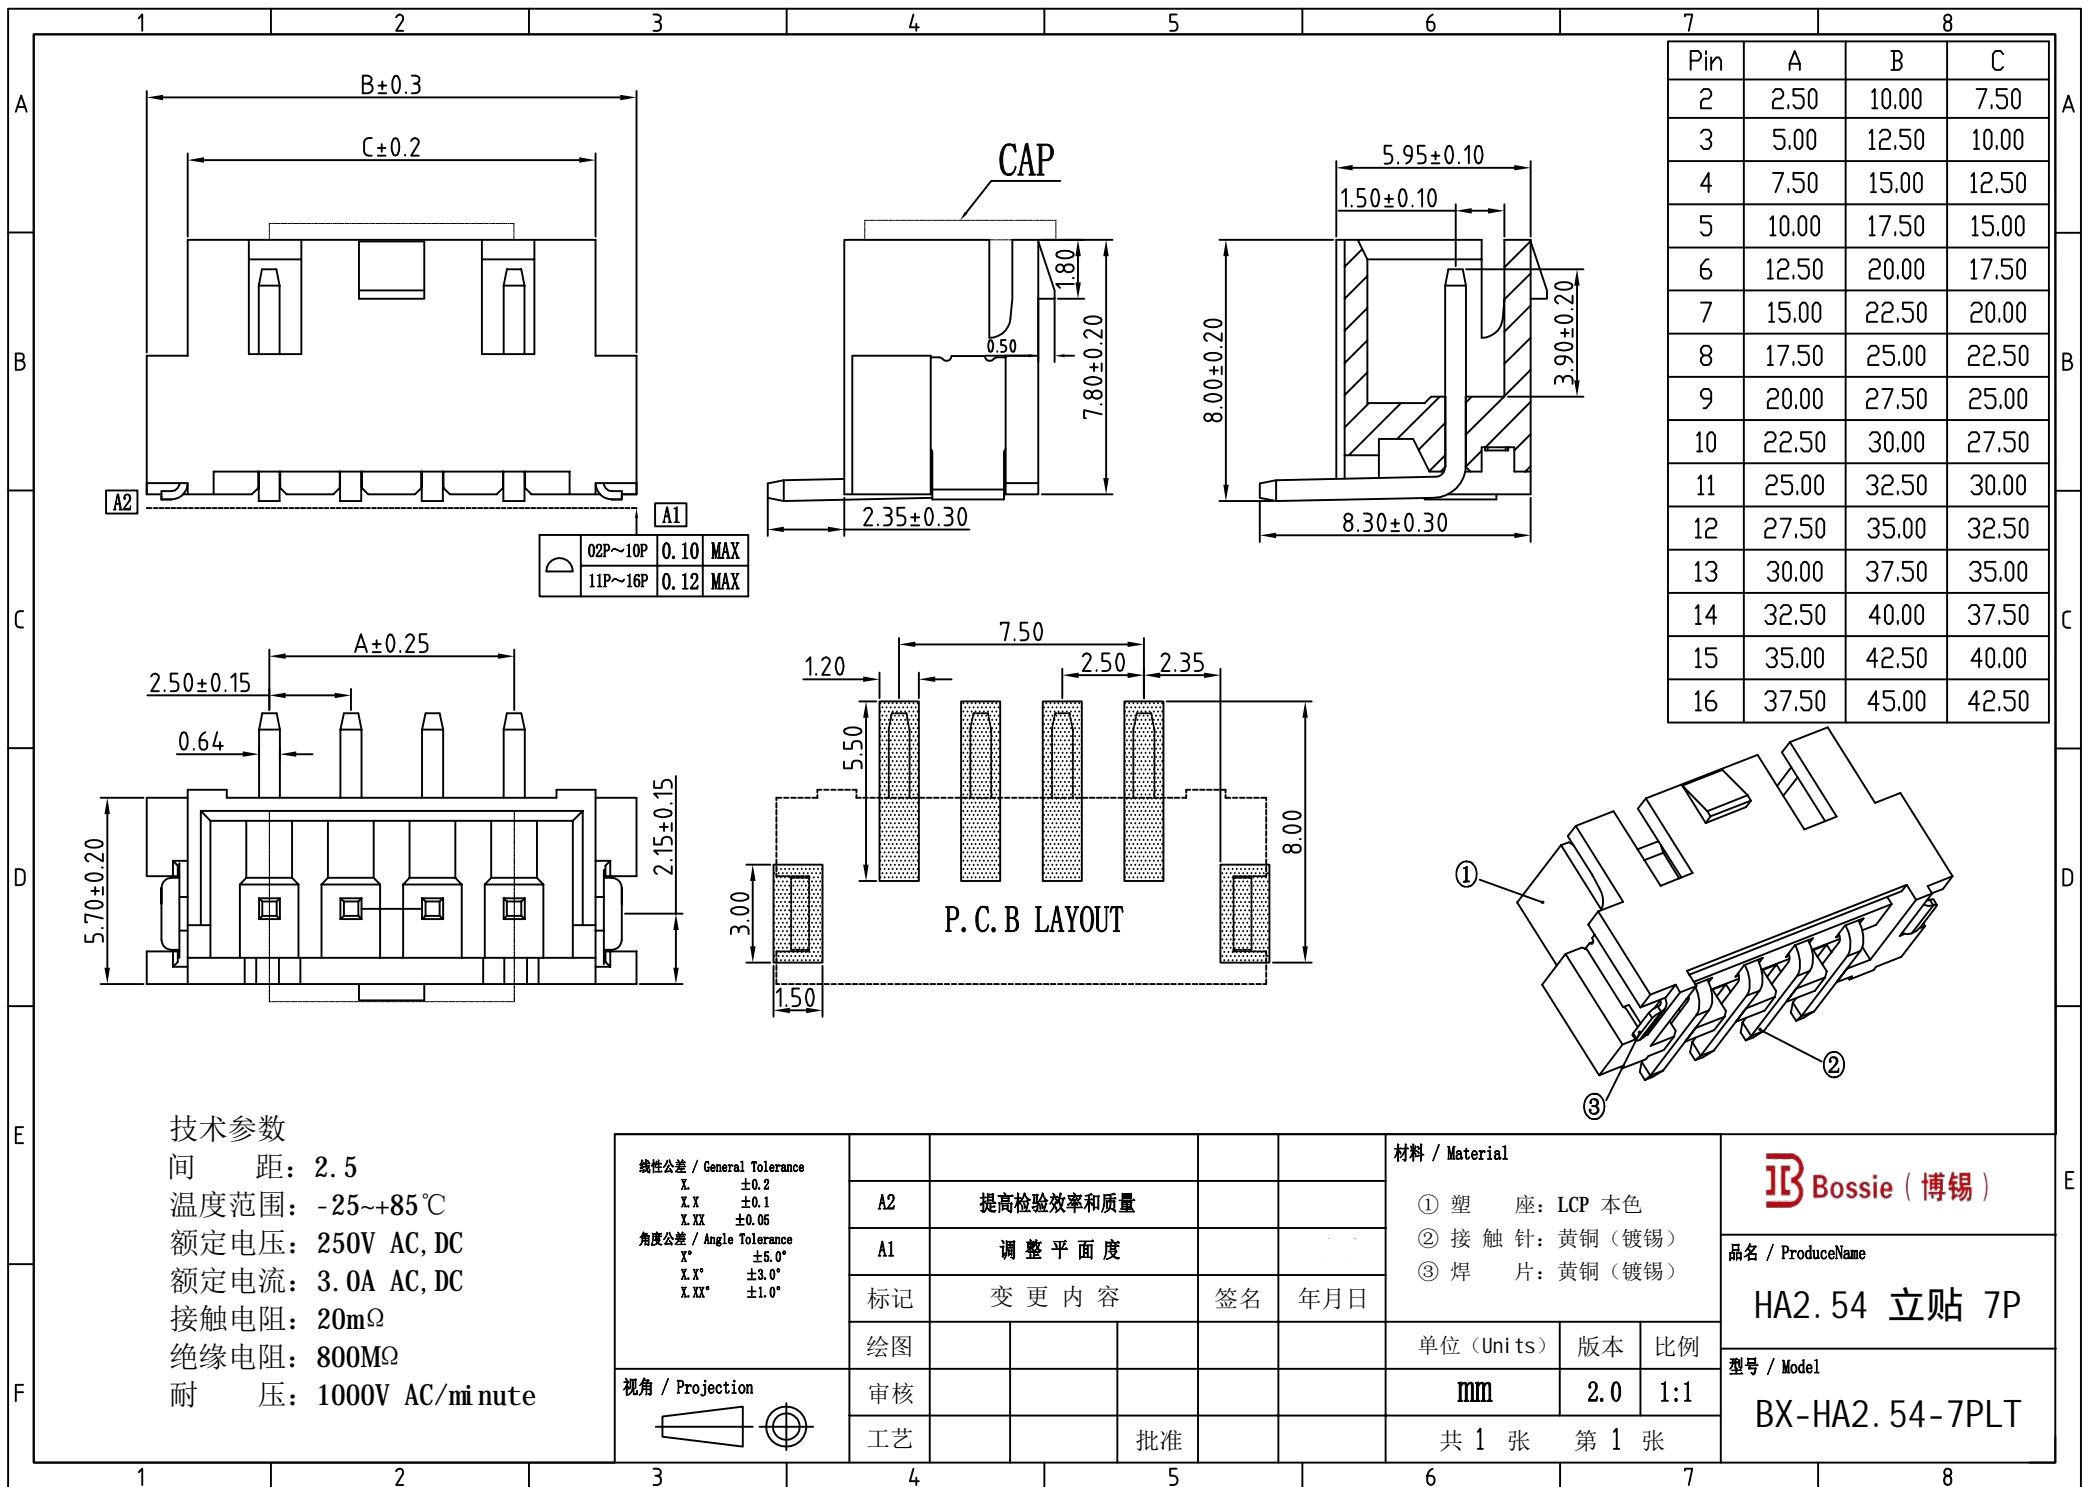 1 2 3 4 5 6 7 8
A
B
C
D
E
F
A
B
C
D
E
B±0.3
C±0.2
A2
A1
02P～10P 0.10 MAX
11P～16P 0.12 MAX
CAP
1.80
0.50
7.80±0.20
2.35±0.30
5.95±0.10
1.50±0.10
8.00±0.20
3.90±0.20
8.30±0.30
Pin A B C
2 2.50 10.00 7.50
3 5.00 12.50 10.00
4 7.50 15.00 12.50
5 10.00 17.50 15.00
6 12.50 20.00 17.50
7 15.00 22.50 20.00
8 17.50 25.00 22.50
9 20.00 27.50 25.00
10 22.50 30.00 27.50
11 25.00 32.50 30.00
12 27.50 35.00 32.50
13 30.00 37.50 35.00
14 32.50 40.00 37.50
15 35.00 42.50 40.00
16 37.50 45.00 42.50
A±0.25
2.50±0.15
0.64
5.70±0.20
2.15±0.15
7.50
1.20
2.50
2.35
5.50
8.00
3.00
1.50
P.C.B LAYOUT
①
②
③
技术参数
间 距：2.5
温度范围：-25~+85℃
额定电压：250V AC,DC
额定电流：3.0A AC,DC
接触电阻：20mΩ
绝缘电阻：800MΩ
耐 压：1000V AC/minute
线性公差 / General Tolerance
X. ±0.2
X.X ±0.1
X.XX ±0.05
角度公差 / Angle Tolerance
X° ±5.0°
X.X° ±3.0°
X.XX° ±1.0°
视角 / Projection
A2 提高检验效率和质量
A1 调整平面度
标记 变更内容 签名 年月日
绘图
审核
工艺 批准
材料 / Material
① 塑 座：LCP 本色
② 接触针：黄铜（镀锡）
③ 焊 片：黄铜（镀锡）
单位（Units） 版本 比例
mm 2.0 1:1
共 1 张 第 1 张
Bossie（博锡）
品名 / ProduceName
HA2.54 立贴 7P
型号 / Model
BX-HA2.54-7PLT
1 2 3 4 5 6 7 8